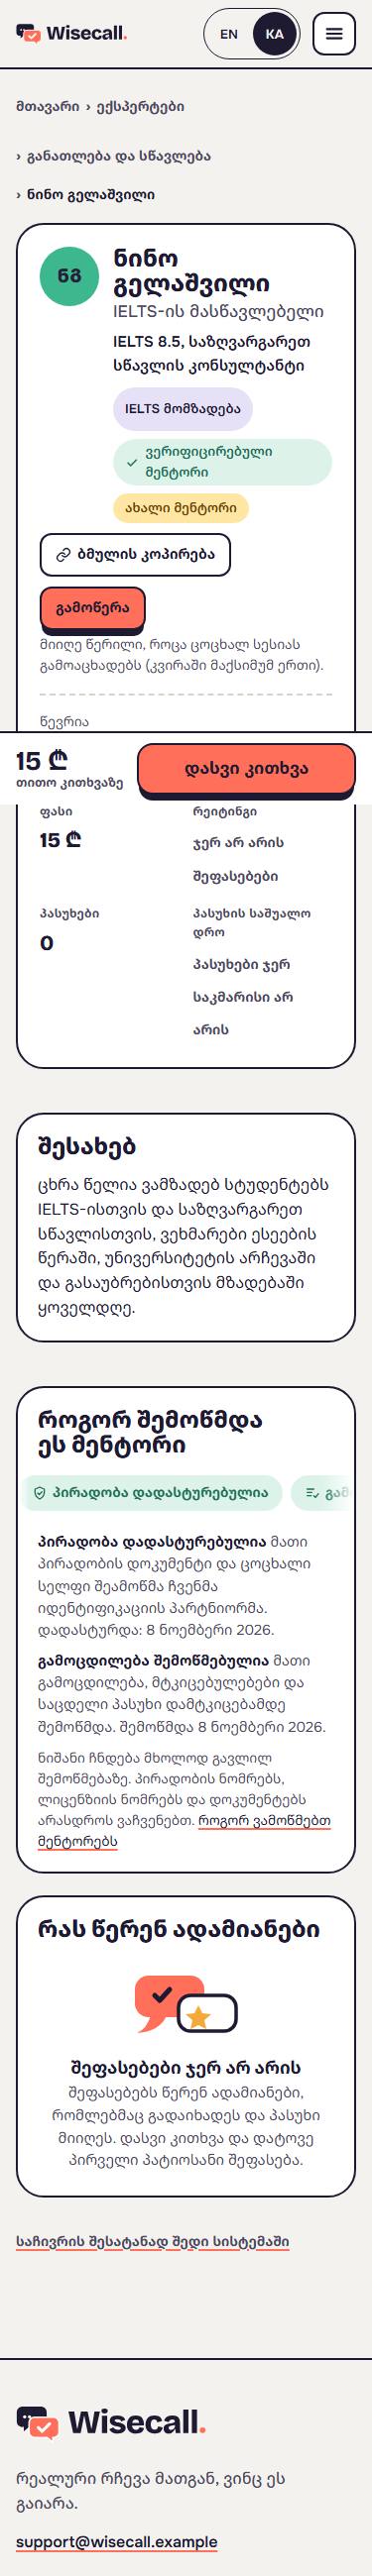 Wisecall.
EN
KA
მთავარი › ექსპერტები
› განათლება და სწავლება
› ნინო გელაშვილი
ნგ
ნინო
გელაშვილი
IELTS-ის მასწავლებელი
IELTS 8.5, საზღვარგარეთ
სწავლის კონსულტანტი
IELTS მომზადება
ვერიფიცირებული
მენტორი
ახალი მენტორი
ბმულის კოპირება
გამოწერა
მიიღე წერილი, როცა ცოცხალ სესიას
გამოაცხადებს (კვირაში მაქსიმუმ ერთი).
წევრია
15 ₾
თითო კითხვაზე
დასვი კითხვა
ფასი
15 ₾
რეიტინგი
ჯერ არ არის
შეფასებები
პასუხები
0
პასუხის საშუალო
დრო
პასუხები ჯერ
საკმარისი არ
არის
შესახებ
ცხრა წელია ვამზადებ სტუდენტებს
IELTS-ისთვის და საზღვარგარეთ
სწავლისთვის, ვეხმარები ესეების
წერაში, უნივერსიტეტის არჩევაში
და გასაუბრებისთვის მზადებაში
ყოველდღე.
როგორ შემოწმდა
ეს მენტორი
პირადობა დადასტურებულია
გამ
პირადობა დადასტურებულია მათი
პირადობის დოკუმენტი და ცოცხალი
სელფი შეამოწმა ჩვენმა
იდენტიფიკაციის პარტნიორმა.
დადასტურდა: 8 ნოემბერი 2026.
გამოცდილება შემოწმებულია მათი
გამოცდილება, მტკიცებულებები და
საცდელი პასუხი დამტკიცებამდე
შემოწმდა. შემოწმდა 8 ნოემბერი 2026.
ნიშანი ჩნდება მხოლოდ გავლილ
შემოწმებაზე. პირადობის ნომრებს,
ლიცენზიის ნომრებს და დოკუმენტებს
არასდროს ვაჩვენებთ. როგორ ვამოწმებთ
მენტორებს
რას წერენ ადამიანები
შეფასებები ჯერ არ არის
შეფასებებს წერენ ადამიანები,
რომლებმაც გადაიხადეს და პასუხი
მიიღეს. დასვი კითხვა და დატოვე
პირველი პატიოსანი შეფასება.
საჩივრის შესატანად შედი სისტემაში
Wisecall.
რეალური რჩევა მათგან, ვინც ეს
გაიარა.
support@wisecall.example